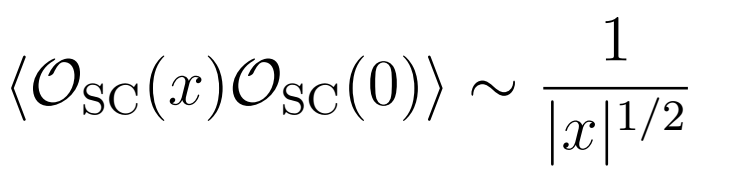 ⟨𝒪_SC(x)𝒪_SC(0)⟩ ∼ 1/|x|^{1/2}